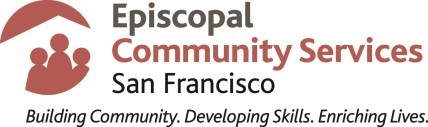 Episcopal
Community Services
San Francisco
Building Community. Developing Skills. Enriching Lives.